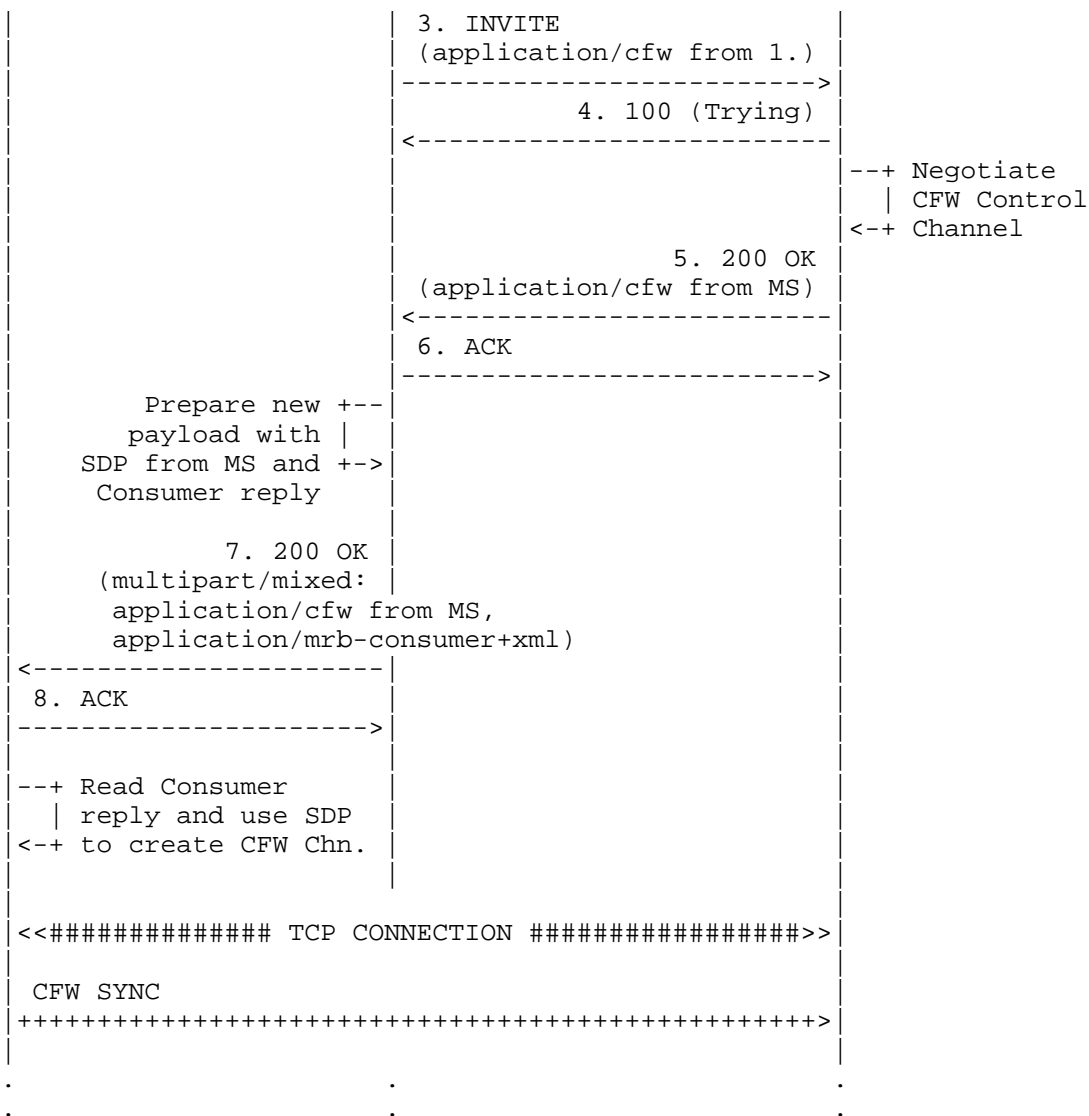 3. INVITE
(application/cfw from 1.)
-------------------------->
4. 100 (Trying)
<--------------------------
--+ Negotiate
| CFW Control
<-+ Channel
5. 200 OK
(application/cfw from MS)
<--------------------------
6. ACK
-------------------------->
Prepare new +--
payload with |
SDP from MS and +->
Consumer reply
7. 200 OK
(multipart/mixed:
application/cfw from MS,
application/mrb-consumer+xml)
<----------------------
8. ACK
---------------------->
--+ Read Consumer
| reply and use SDP
<-+ to create CFW Chn.
<<############## TCP CONNECTION #################>>
CFW SYNC
++++++++++++++++++++++++++++++++++++++++++++++++++>
. . .
. . .